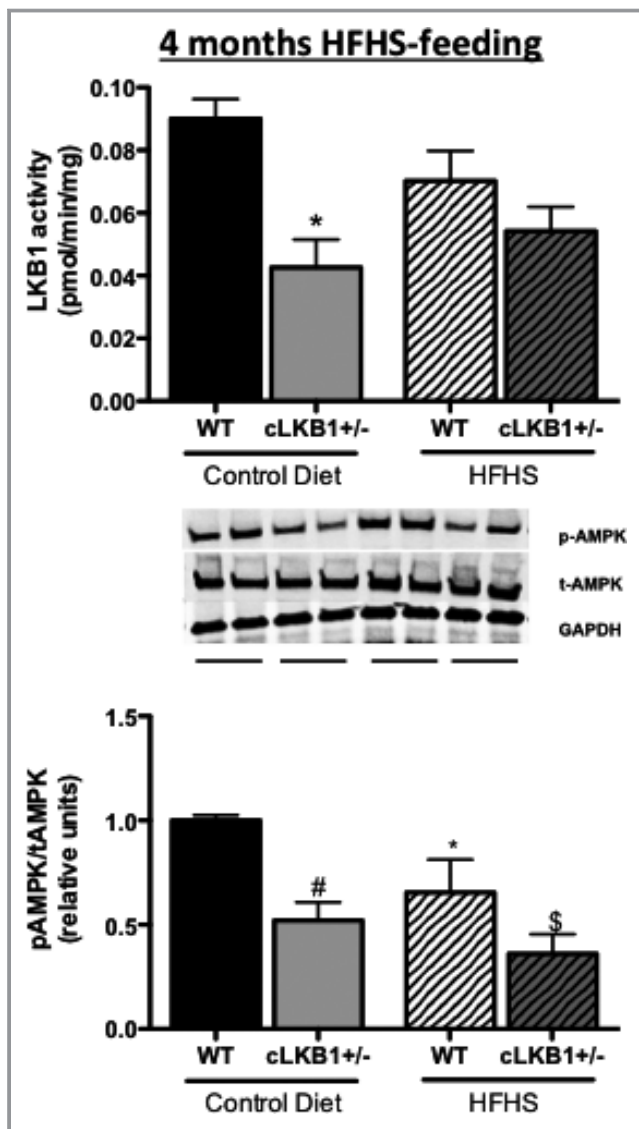 4 months HFHS-feeding
LKB1 activity
(pmol/min/mg)
0.10
0.08
0.06
0.04
0.02
0.00
*
WT cLKB1+/- WT cLKB1+/-
Control Diet HFHS
p-AMPK
t-AMPK
GAPDH
pAMPK/tAMPK
(relative units)
1.5
1.0
0.5
0.0
# * $
WT cLKB1+/- WT cLKB1+/-
Control Diet HFHS